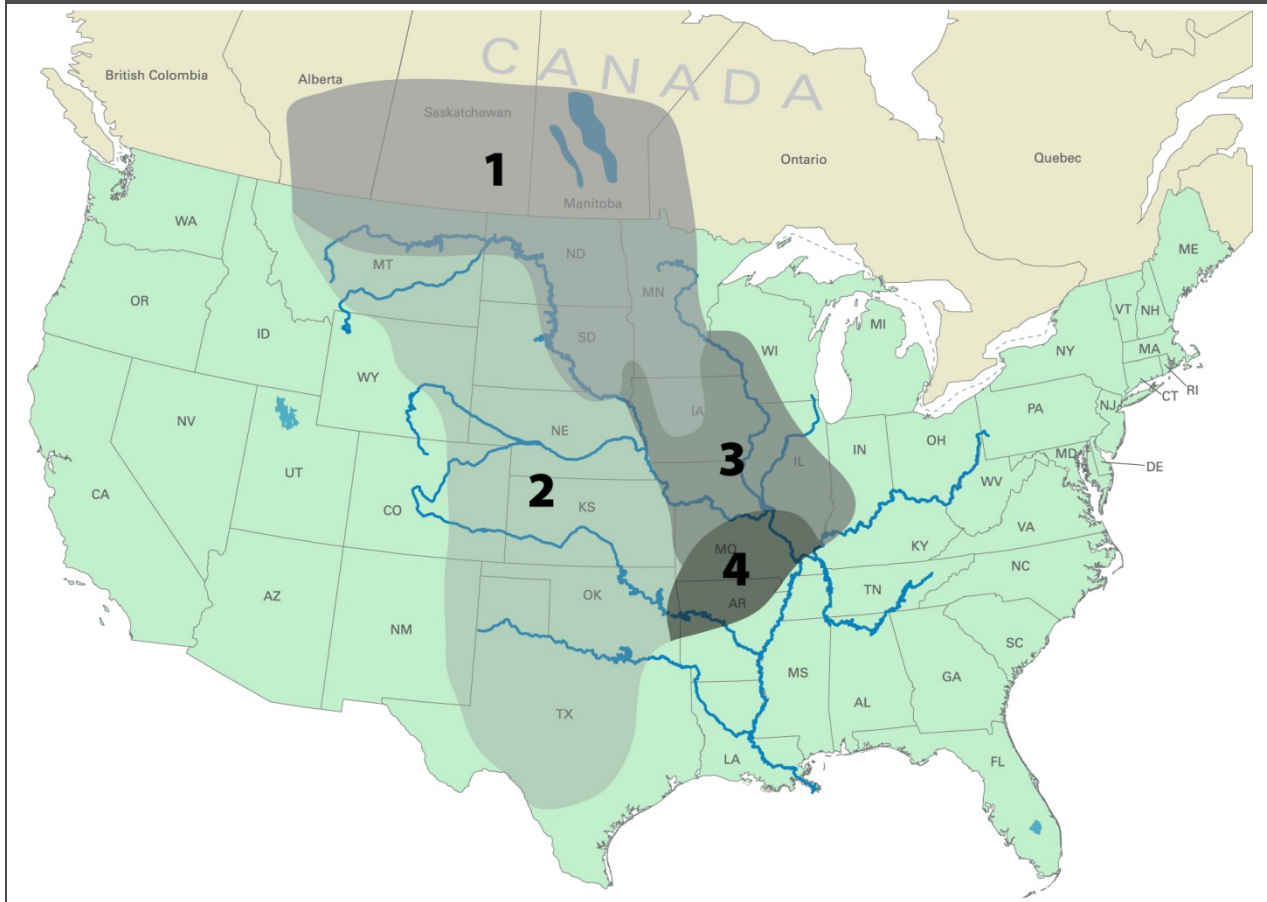 CANADA
British Colombia
Alberta
Saskatchewan
Manitoba
Ontario
Quebec
1
WA
MT
ND
MN
ME
OR
ID
SD
WI
MI
VT
NH
NY
MA
WY
CT
RI
NV
NE
IA
PA
NJ
UT
2
3
IL
IN
OH
MD
DE
CA
CO
KS
WV
VA
MO
KY
4
AZ
NM
OK
AR
TN
NC
SC
TX
MS
AL
GA
LA
FL